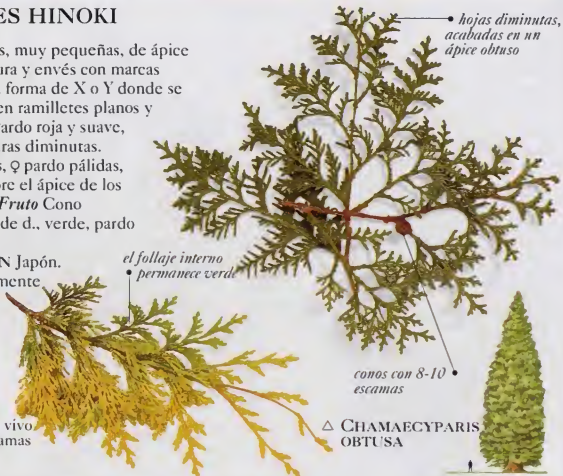 ES HINOKI
s, muy pequeñas, de ápice
ura y envés con marcas
forma de X o Y donde se
en ramilletes planos y
ardo roja y suave,
ras diminutas.
s, ♀ pardo pálidas,
re el ápice de los
Fruto Cono
de d., verde, pardo
N Japón.
mente
vivo
amas
hojas diminutas,
acabadas en un
ápice obtuso
el follaje interno
permanece verde
conos con 8-10
escamas
△ CHAMAECYPARIS
OBTUSA